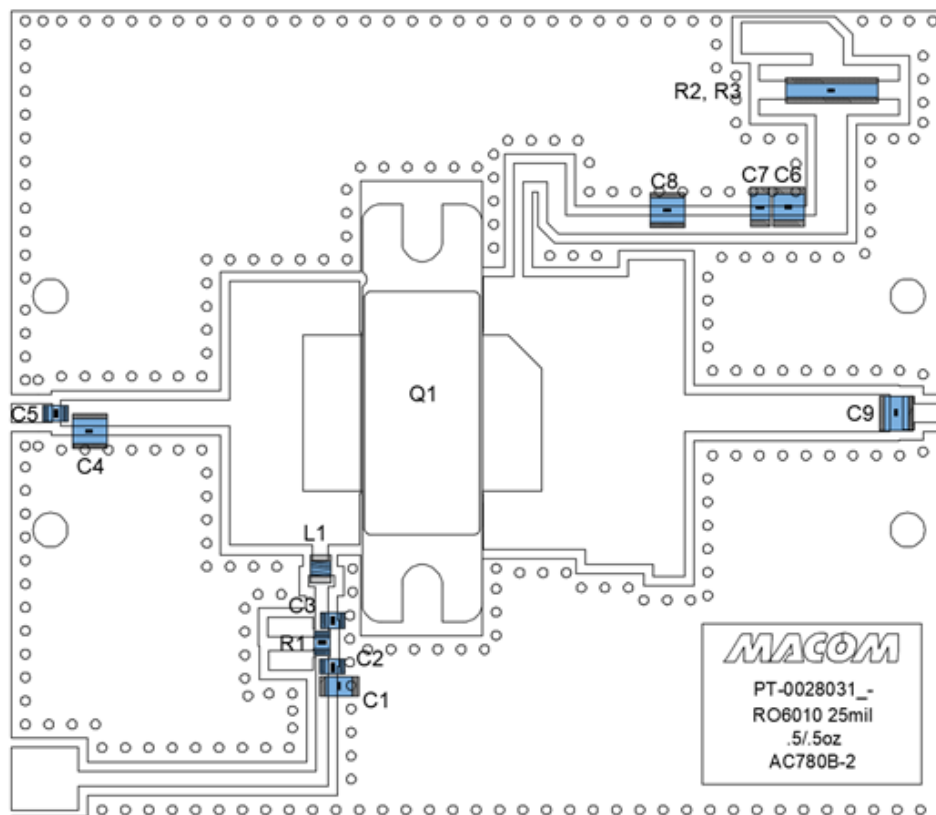 R2, R3
C8
C7
C6
Q1
C5
C4
C9
L1
C3
R1
C2
C1
MACOM
PT-0028031_-
RO6010 25mil
.5/.5oz
AC780B-2